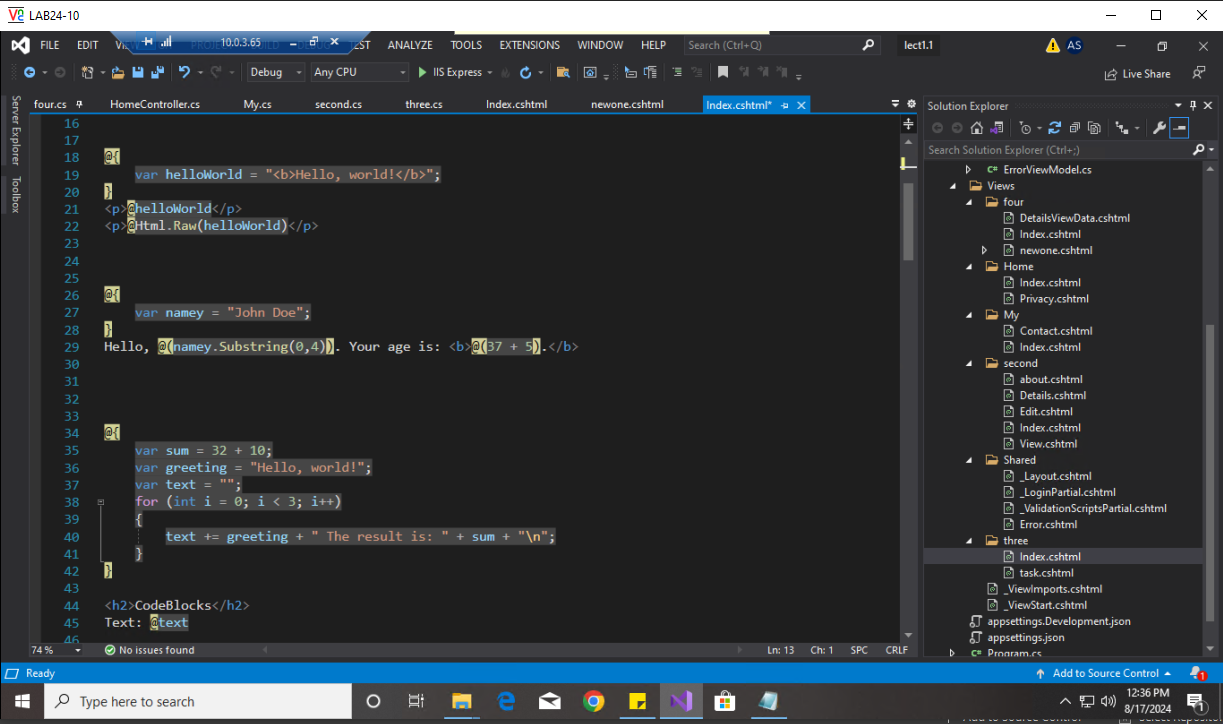 LAB24-10
FILE EDIT 10.0.3.65 ANALYZE TOOLS EXTENSIONS WINDOW HELP Search (Ctrl+Q) lect1.1 AS
Debug Any CPU IIS Express Live Share
Server Explorer
Toolbox
four.cs HomeController.cs My.cs second.cs three.cs Index.cshtml newone.cshtml Index.cshtml*
16
17
18 @{
19 var helloWorld = "<b>Hello, world!</b>";
20 }
21 <p>@helloWorld</p>
22 <p>@Html.Raw(helloWorld)</p>
23
24
25
26 @{
27 var namey = "John Doe";
28 }
29 Hello, @(namey.Substring(0,4)). Your age is: <b>@(37 + 5).</b>
30
31
32
33
34 @{
35 var sum = 32 + 10;
36 var greeting = "Hello, world!";
37 var text = "";
38 for (int i = 0; i < 3; i++)
39 {
40 text += greeting + " The result is: " + sum + "\n";
41 }
42 }
43
44 <h2>CodeBlocks</h2>
45 Text: @text
46
74 % No issues found Ln: 13 Ch: 1 SPC CRLF
Solution Explorer
Search Solution Explorer (Ctrl+;)
C# ErrorViewModel.cs
Views
four
DetailsViewData.cshtml
Index.cshtml
newone.cshtml
Home
Index.cshtml
Privacy.cshtml
My
Contact.cshtml
Index.cshtml
second
about.cshtml
Details.cshtml
Edit.cshtml
Index.cshtml
View.cshtml
Shared
_Layout.cshtml
_LoginPartial.cshtml
_ValidationScriptsPartial.cshtml
Error.cshtml
three
Index.cshtml
task.cshtml
_ViewImports.cshtml
_ViewStart.cshtml
appsettings.Development.json
appsettings.json
C# Program.cs
Ready Add to Source Control 1
Type here to search
12:36 PM
8/17/2024
1